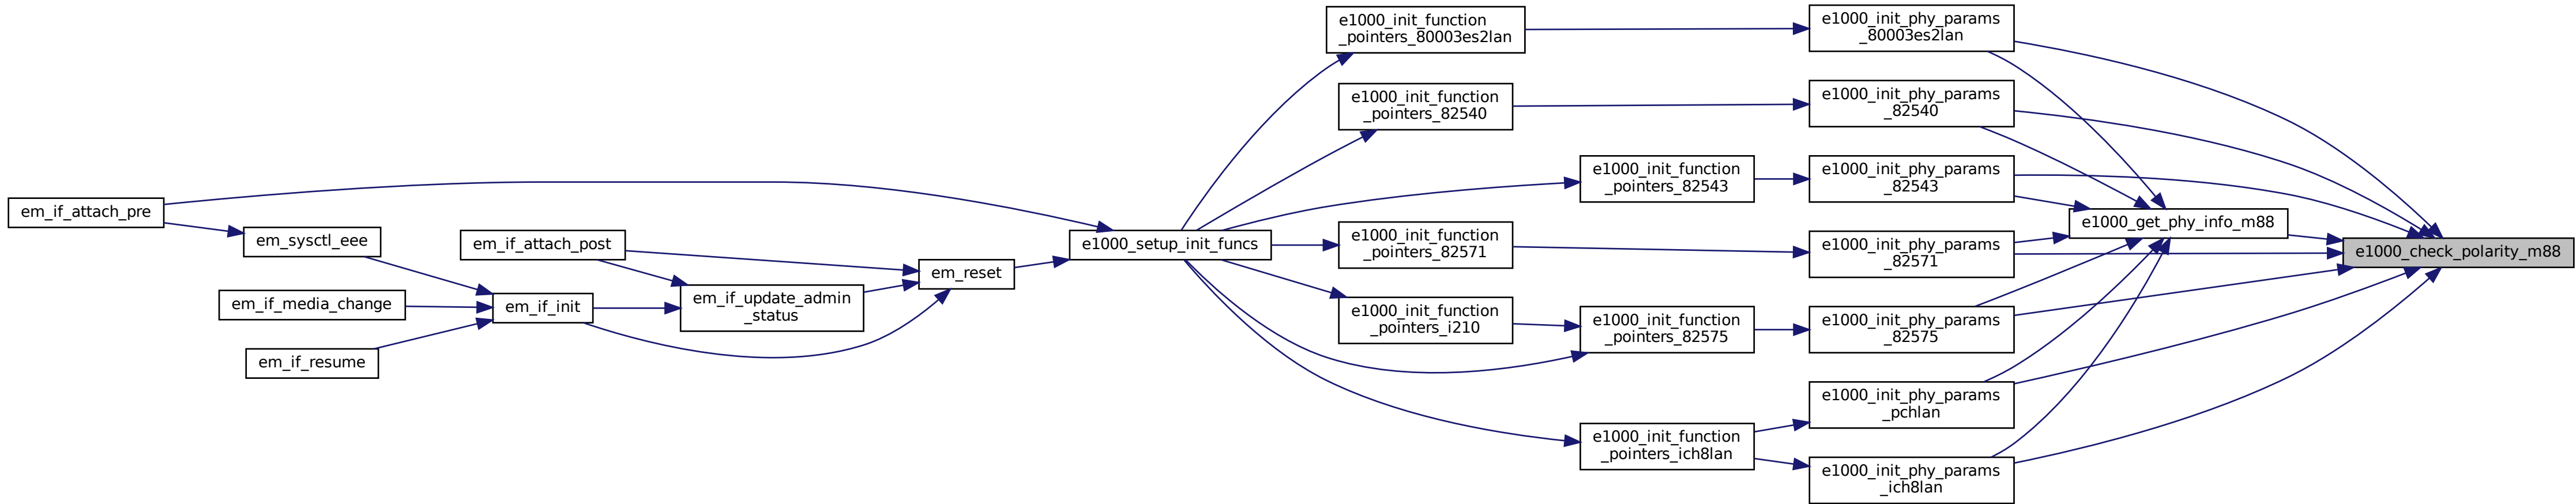 em_if_attach_pre
em_sysctl_eee
em_if_media_change
em_if_resume
em_if_attach_post
em_if_init
em_if_update_admin
_status
em_reset
e1000_setup_init_funcs
e1000_init_function
_pointers_80003es2lan
e1000_init_function
_pointers_82540
e1000_init_function
_pointers_82543
e1000_init_function
_pointers_82571
e1000_init_function
_pointers_i210
e1000_init_function
_pointers_82575
e1000_init_function
_pointers_ich8lan
e1000_init_phy_params
_80003es2lan
e1000_init_phy_params
_82540
e1000_init_phy_params
_82543
e1000_init_phy_params
_82571
e1000_init_phy_params
_82575
e1000_init_phy_params
_pchlan
e1000_init_phy_params
_ich8lan
e1000_get_phy_info_m88
e1000_check_polarity_m88